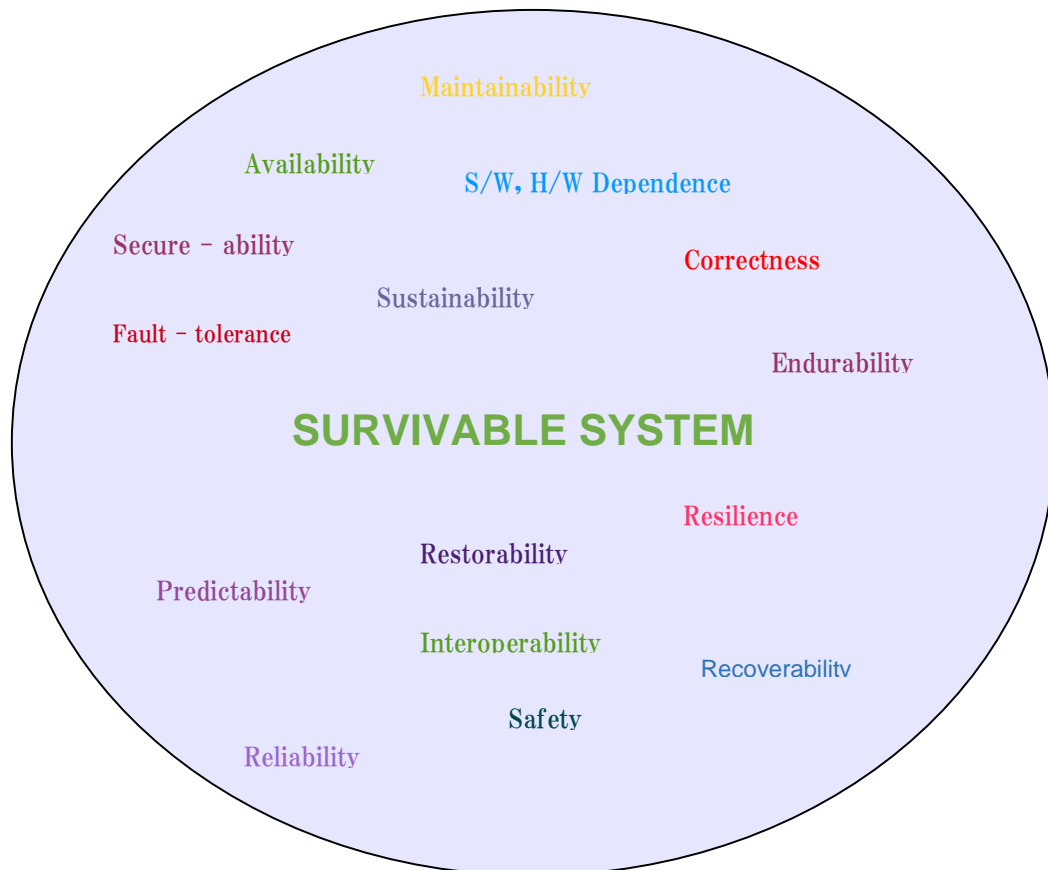 Maintainability
Availability
S/W, H/W Dependence
Secure - ability
Correctness
Sustainability
Fault - tolerance
Endurability
SURVIVABLE SYSTEM
Resilience
Restorability
Predictability
Interoperability
Recoverability
Safety
Reliability